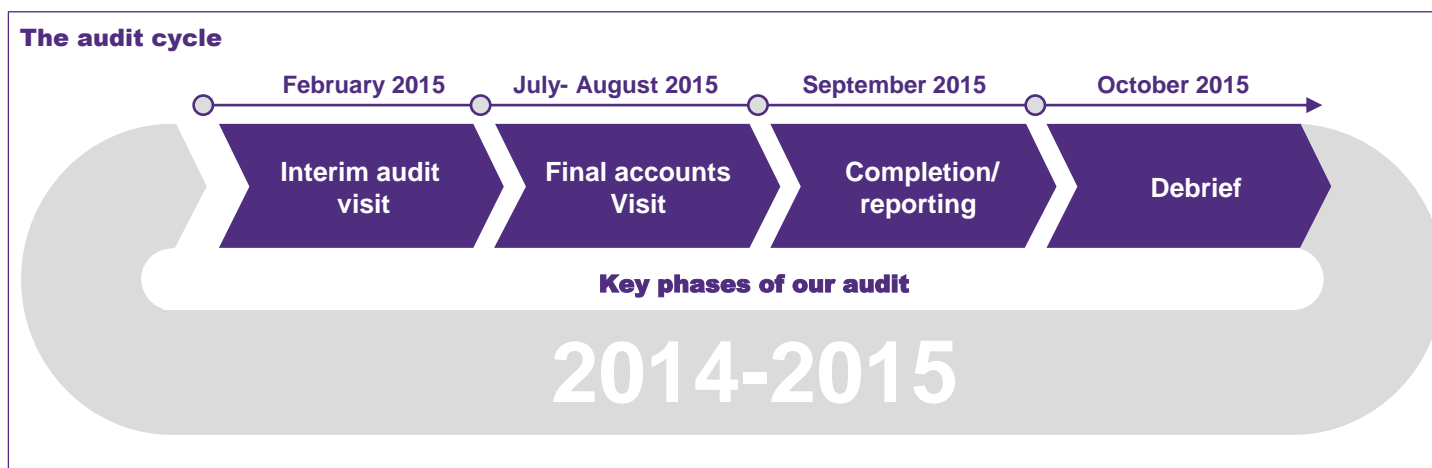 The audit cycle
February 2015
July- August 2015
September 2015
October 2015
Interim audit
visit
Final accounts
Visit
Completion/
reporting
Debrief
Key phases of our audit
2014-2015